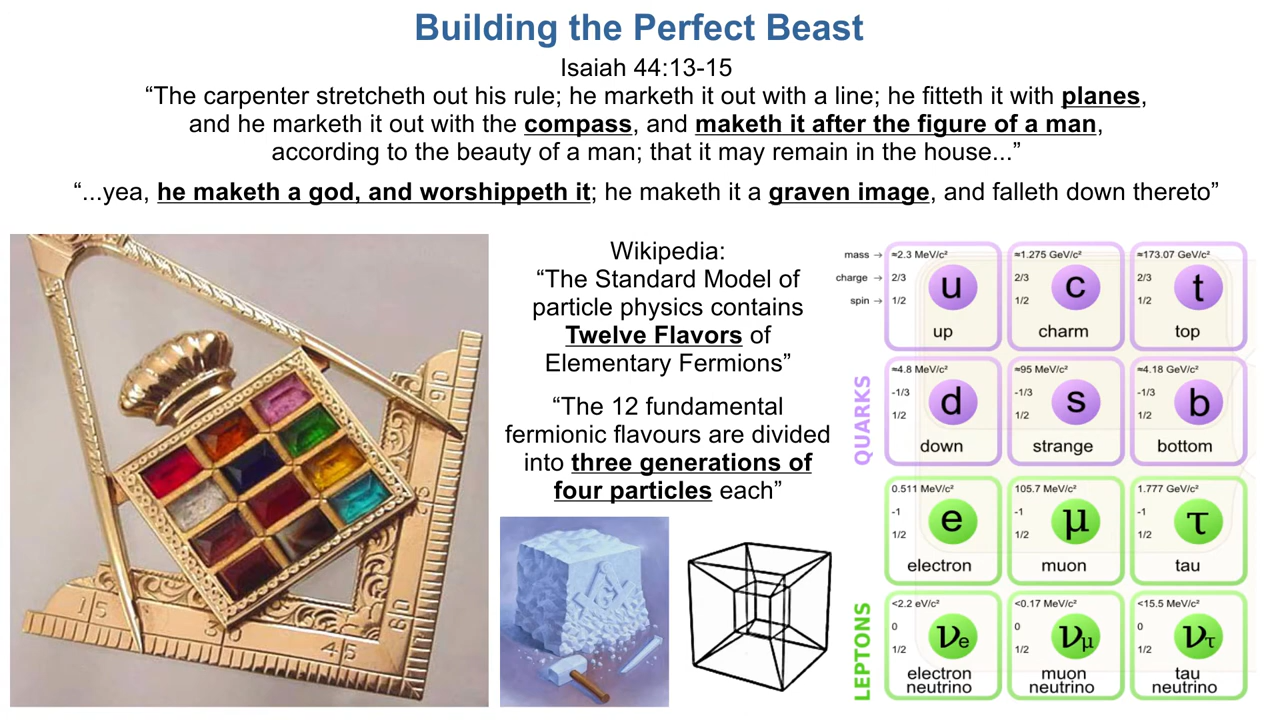 Building the Perfect Beast
Isaiah 44:13-15
“The carpenter stretcheth out his rule; he marketh it out with a line; he fitteth it with planes,
and he marketh it out with the compass, and maketh it after the figure of a man,
according to the beauty of a man; that it may remain in the house...”
“...yea, he maketh a god, and worshippeth it; he maketh it a graven image, and falleth down thereto”
Wikipedia:
“The Standard Model of
particle physics contains
Twelve Flavors of
Elementary Fermions”
“The 12 fundamental
fermionic flavours are divided
into three generations of
four particles each”
15
30
45
60
90
G
mass → ≈2.3 MeV/c² ≈1.275 GeV/c² ≈173.07 GeV/c²
charge → 2/3 2/3 2/3
spin → 1/2 1/2 1/2
u c t
up charm top
QUARKS
≈4.8 MeV/c² ≈95 MeV/c² ≈4.18 GeV/c²
-1/3 -1/3 -1/3
1/2 1/2 1/2
d s b
down strange bottom
0.511 MeV/c² 105.7 MeV/c² 1.777 GeV/c²
-1 -1 -1
1/2 1/2 1/2
e μ τ
electron muon tau
LEPTONS
<2.2 eV/c² <0.17 MeV/c² <15.5 MeV/c²
0 0 0
1/2 1/2 1/2
νe νμ ντ
electron muon tau
neutrino neutrino neutrino